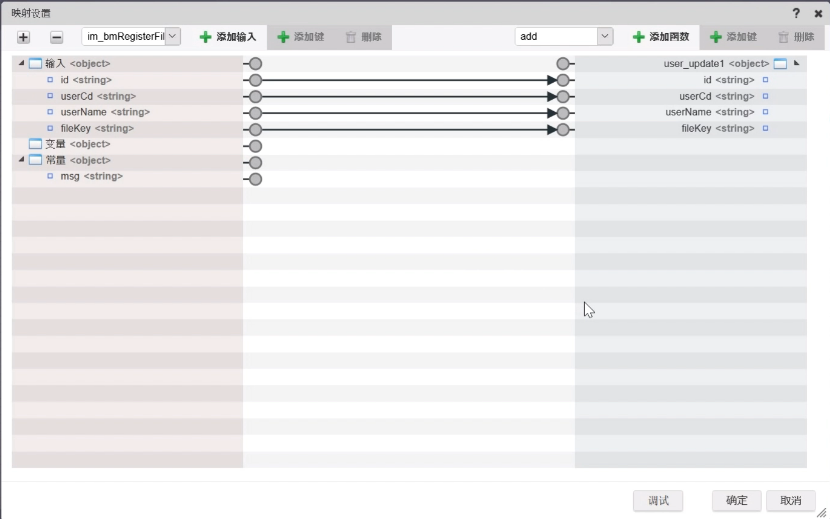 映射设置
im_bmRegisterFil 添加输入 添加键 删除 add 添加函数 添加键 删除
输入 <object> user_update1 <object>
id <string> id <string>
userCd <string> userCd <string>
userName <string> userName <string>
fileKey <string> fileKey <string>
变量 <object>
常量 <object>
msg <string>
调试 确定 取消